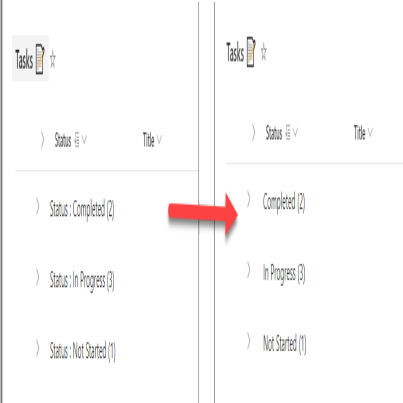 Tasks 📝
Status Title
Status : Completed (2)
Status : In Progress (3)
Status : Not Started (1)
Tasks 📝
Status Title
Completed (2)
In Progress (3)
Not Started (1)